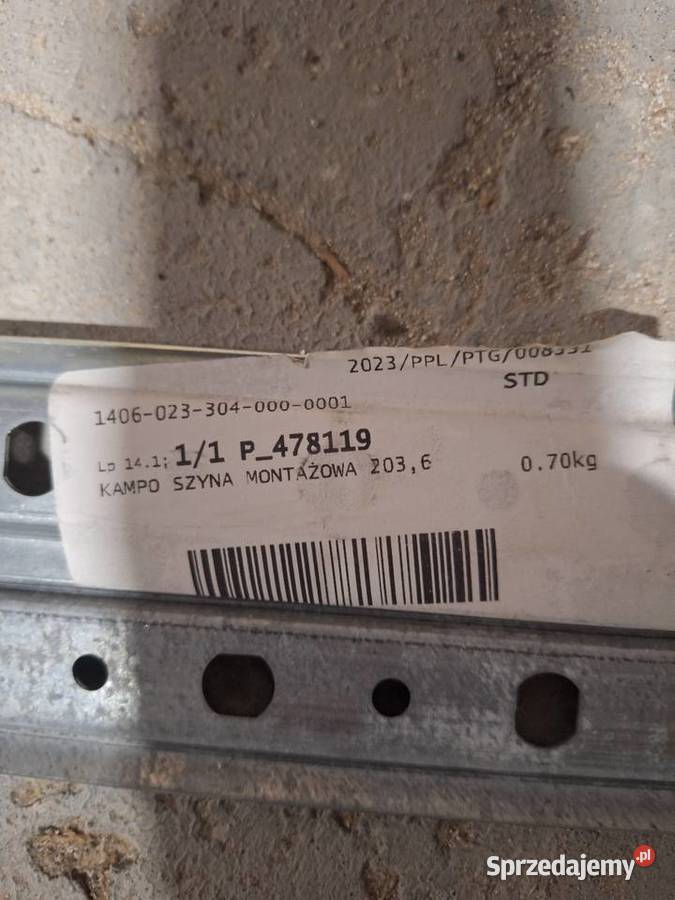 2023/PPL/PTG/008331
STD
1406-023-304-000-0001
Lp 14.1; 1/1 P_478119
KAMPO SZYNA MONTAŻOWA 203,6 0.70kg
Sprzedajemy.pl